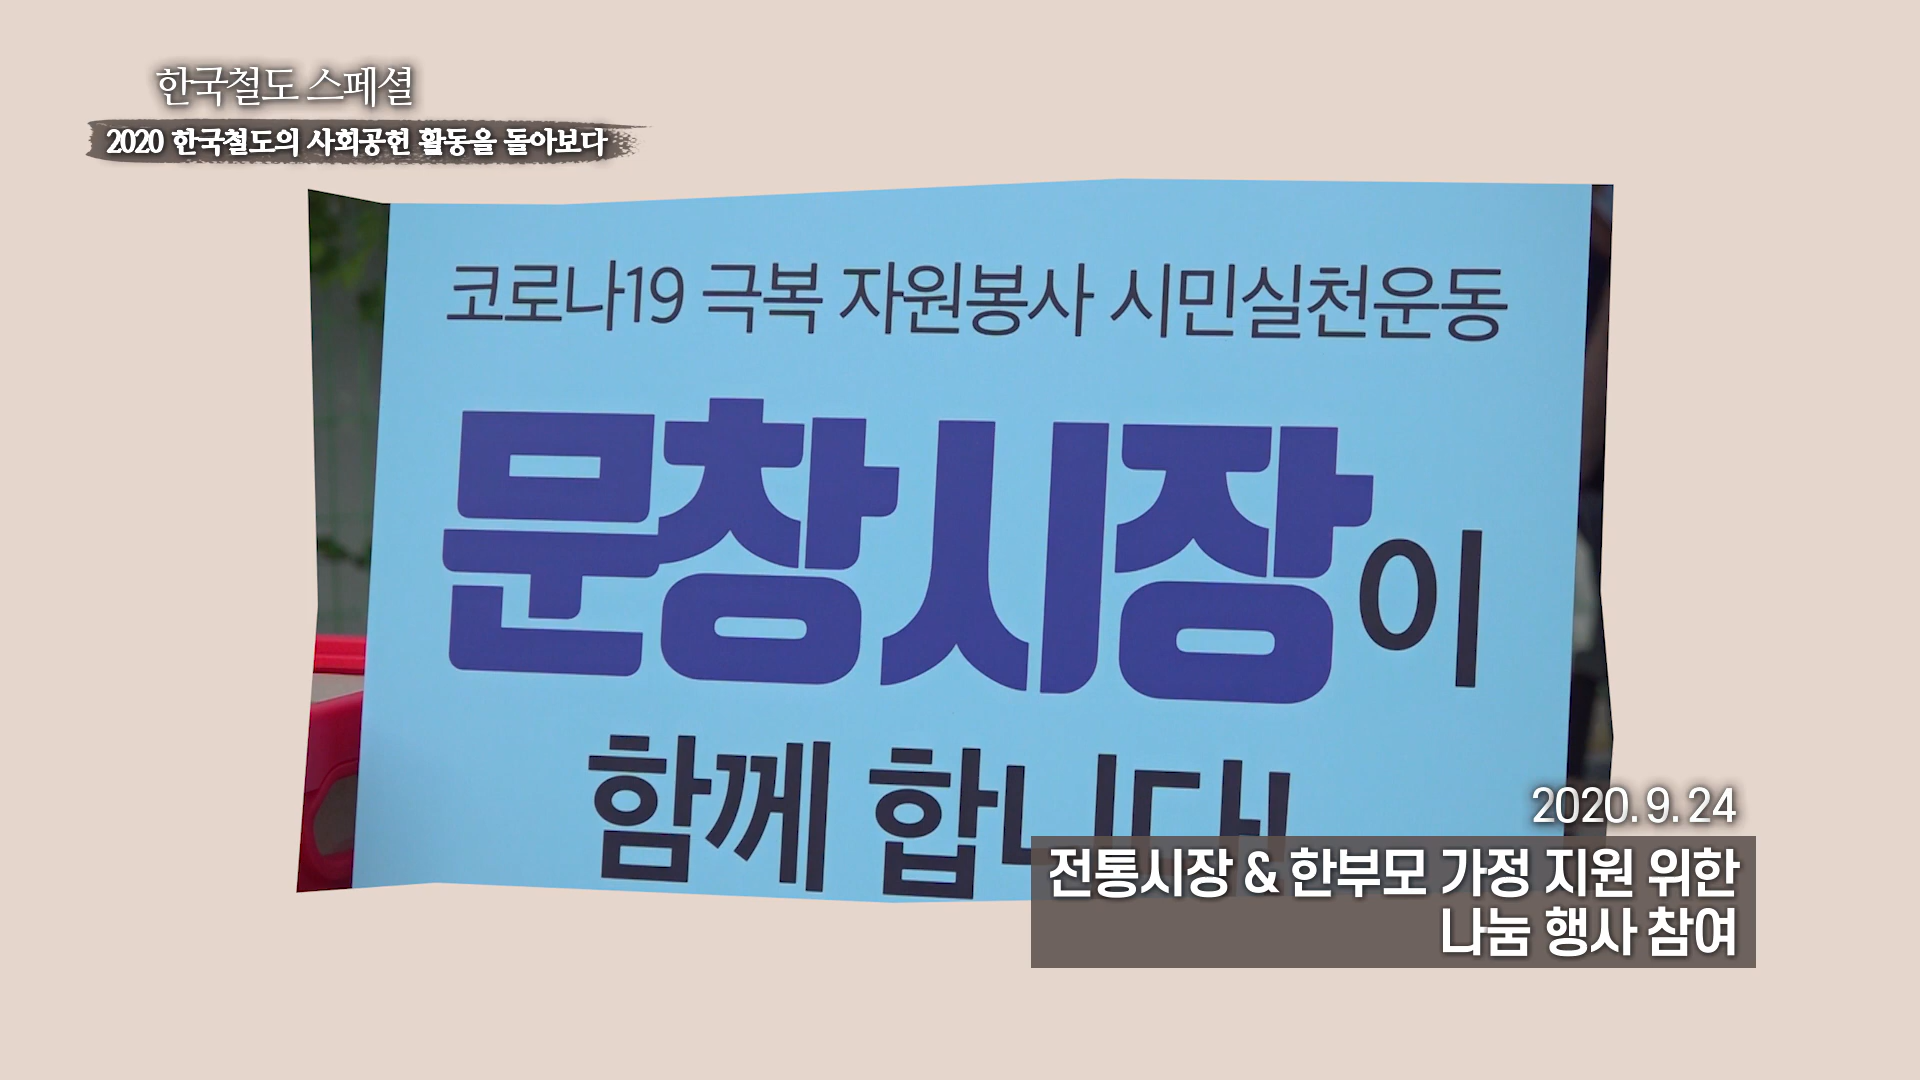 한국철도 스페셜
2020 한국철도의 사회공헌 활동을 돌아보다
코로나19 극복 자원봉사 시민실천운동
문창시장이
함께 합니다!
2020. 9. 24
전통시장 & 한부모 가정 지원 위한
나눔 행사 참여